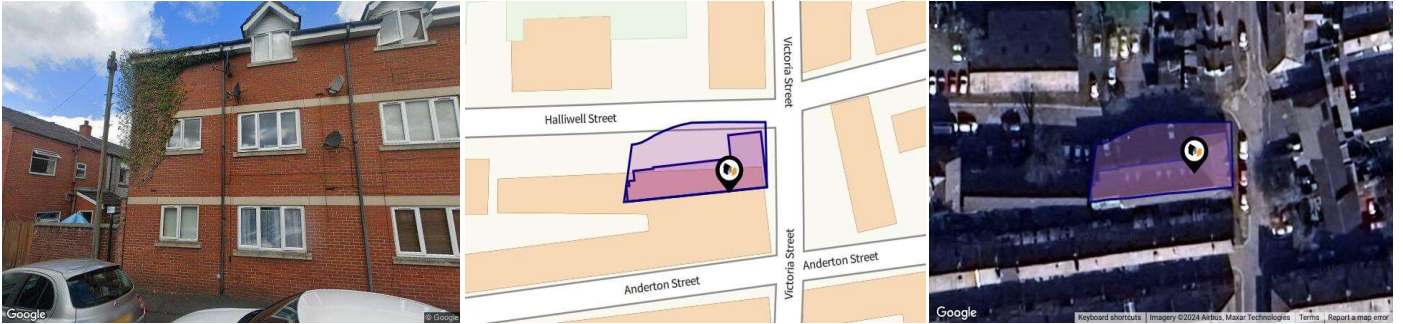 Google
© Google
Victoria Street
Halliwell Street
Victoria Street
Anderton Street
Anderton Street
Google
Keyboard shortcuts
Imagery ©2024 Airbus, Maxar Technologies
Terms
Report a map error